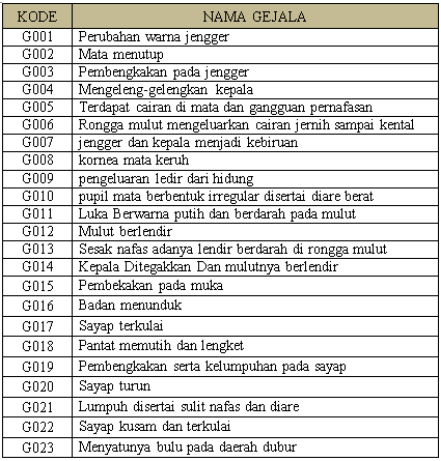 KODE NAMA GEJALA
G001 Perubahan warna jengger
G002 Mata menutup
G003 Pembengkakan pada jengger
G004 Mengeleng-gelengkan kepala
G005 Terdapat cairan di mata dan gangguan pernafasan
G006 Rongga mulut mengeluarkan cairan jernih sampai kental
G007 jengger dan kepala menjadi kebiruan
G008 kornea mata keruh
G009 pengeluaran ledir dari hidung
G010 pupil mata berbentuk irregular disertai diare berat
G011 Luka Berwarna putih dan berdarah pada mulut
G012 Mulut berlendir
G013 Sesak nafas adanya lendir berdarah di rongga mulut
G014 Kepala Ditegakkan Dan mulutnya berlendir
G015 Pembekakan pada muka
G016 Badan menunduk
G017 Sayap terkulai
G018 Pantat memutih dan lengket
G019 Pembengkakan serta kelumpuhan pada sayap
G020 Sayap turun
G021 Lumpuh disertai sulit nafas dan diare
G022 Sayap kusam dan terkulai
G023 Menyatunya bulu pada daerah dubur